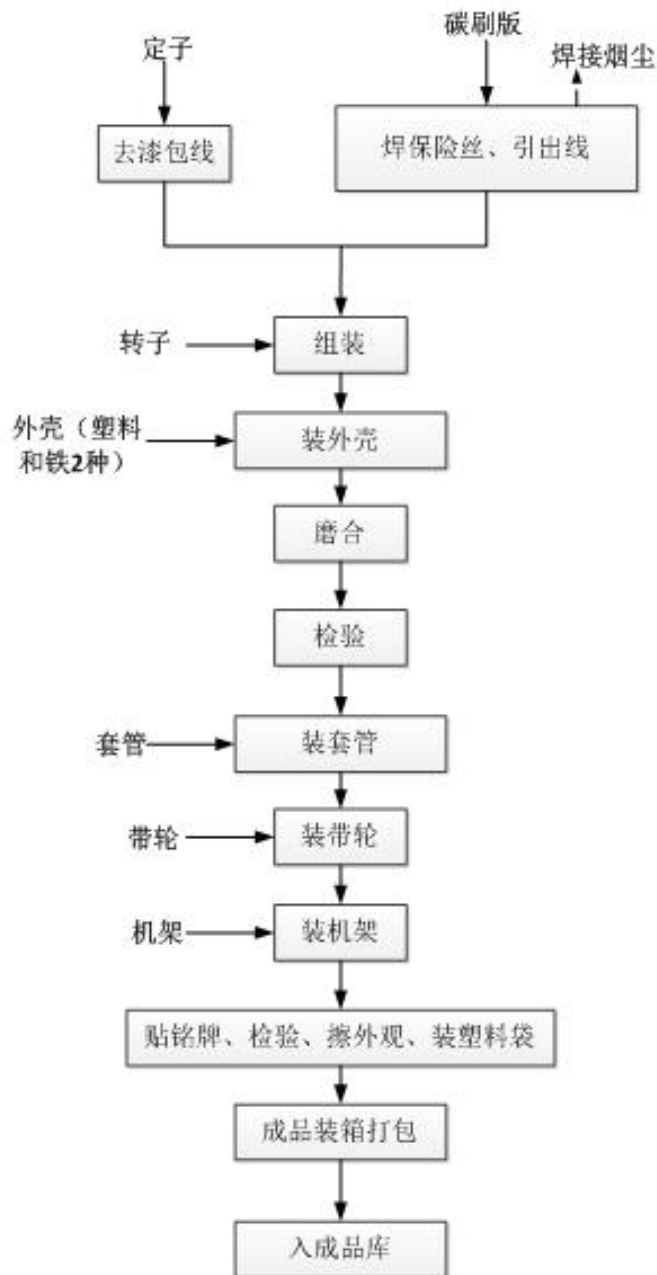 定子
碳刷版
焊接烟尘
去漆包线
焊保险丝、引出线
转子
组装
外壳（塑料
和铁2种）
装外壳
磨合
检验
套管
装套管
带轮
装带轮
机架
装机架
贴铭牌、检验、擦外观、装塑料袋
成品装箱打包
入成品库